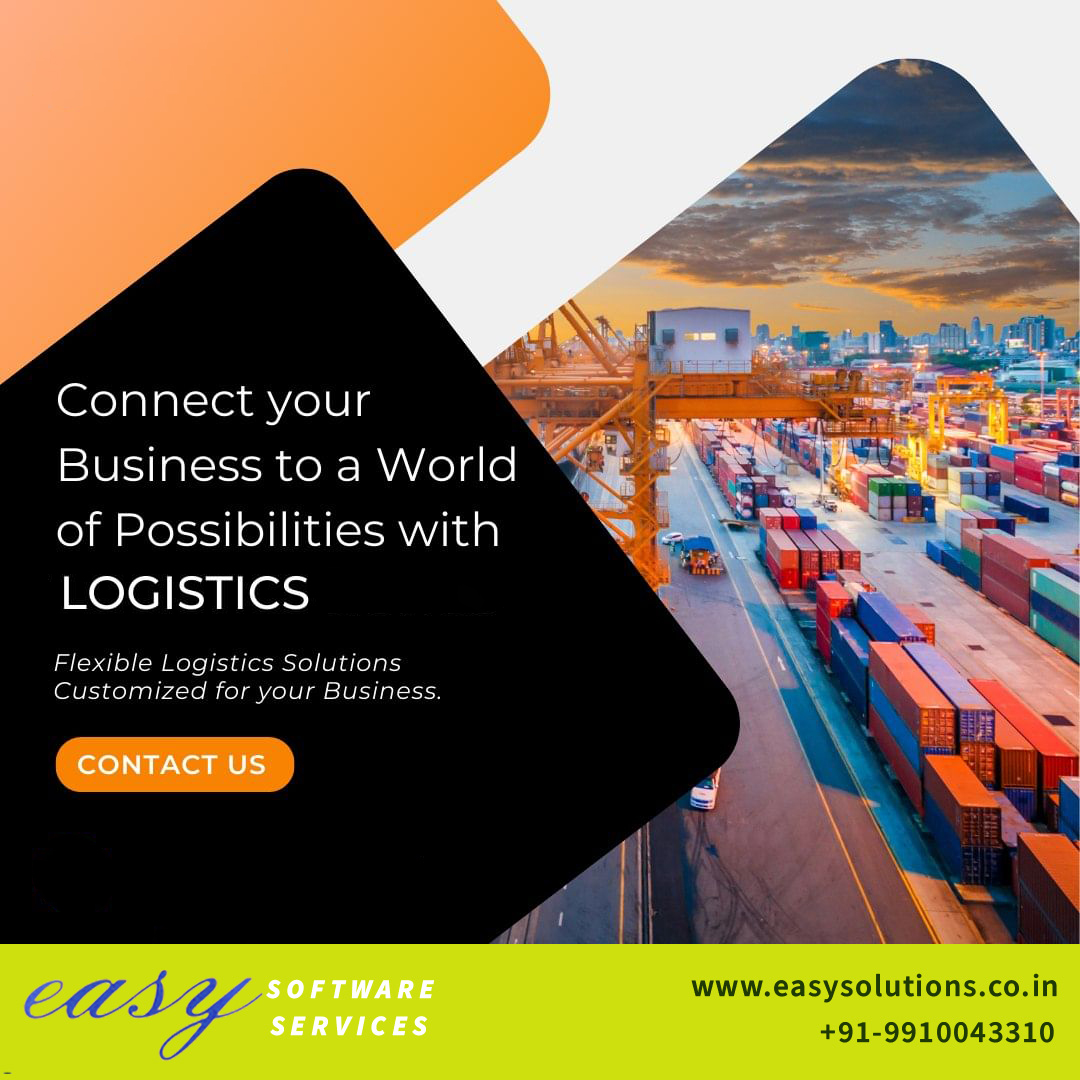 Connect your
Business to a World
of Possibilities with
LOGISTICS
Flexible Logistics Solutions
Customized for your Business.
CONTACT US
easy SOFTWARE
SERVICES
www.easysolutions.co.in
+91-9910043310